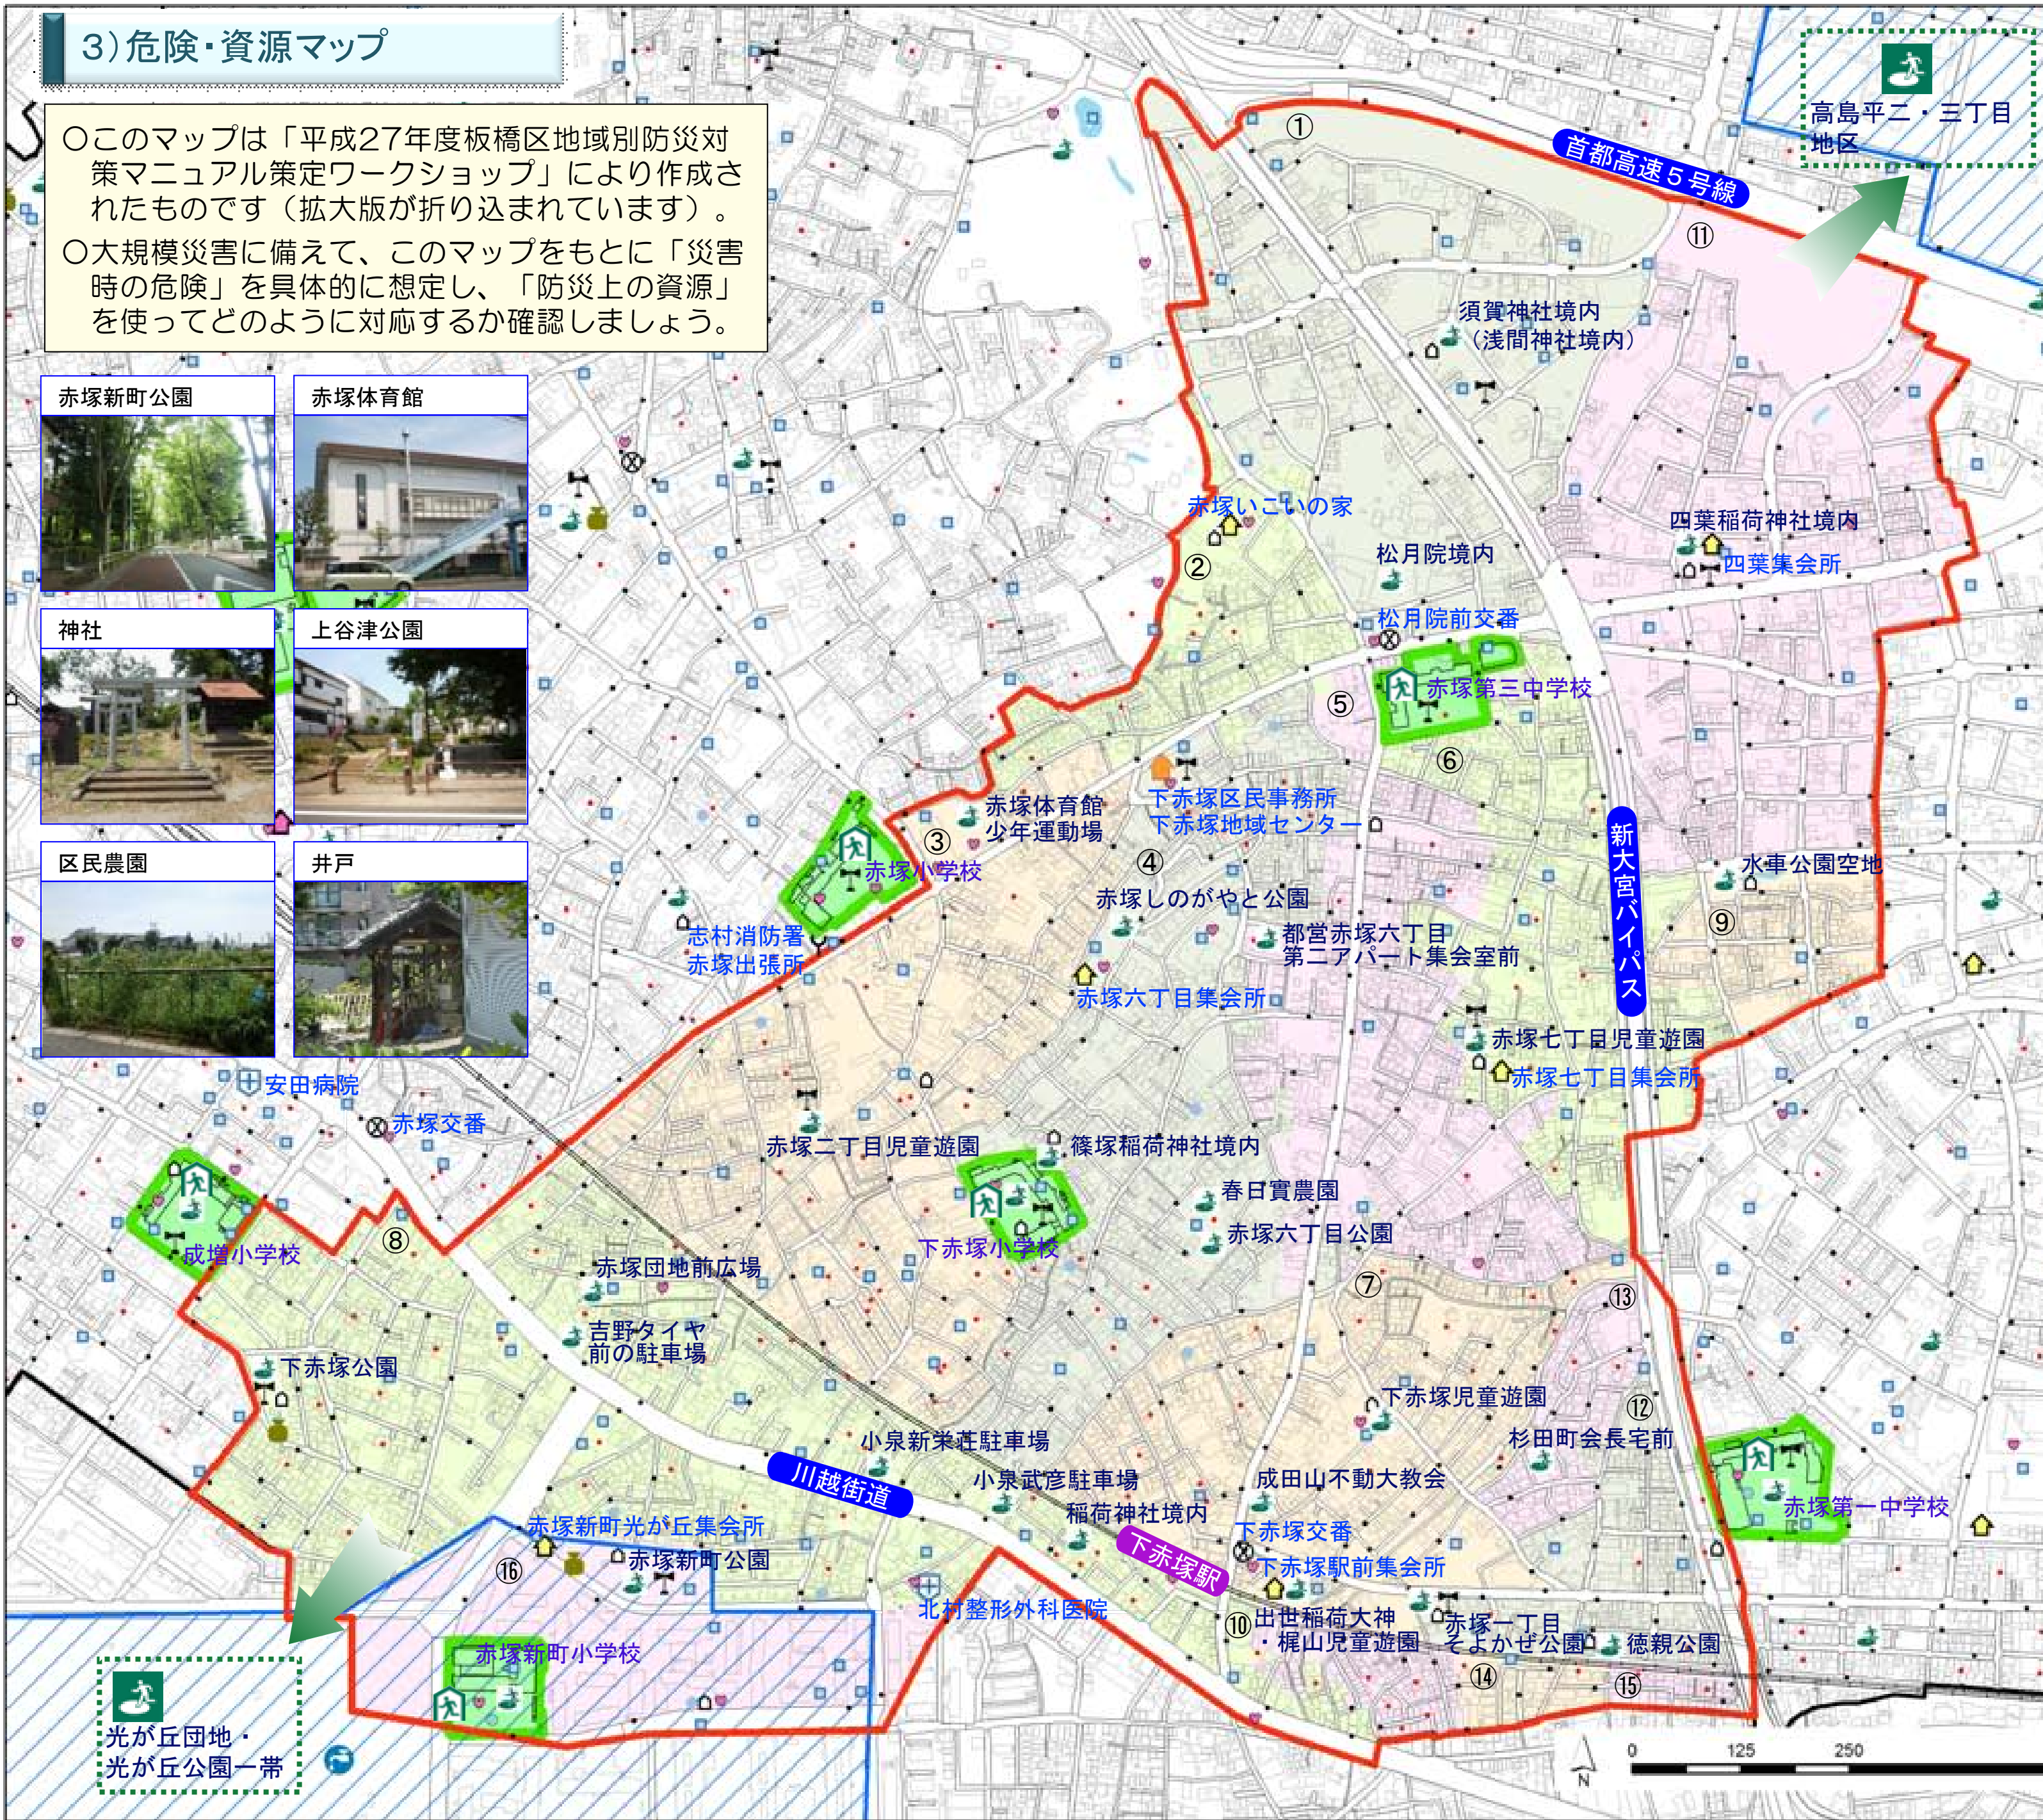 3)危険・資源マップ
○このマップは「平成27年度板橋区地域別防災対
策マニュアル策定ワークショップ」により作成さ
れたものです（拡大版が折り込まれています）。
○大規模災害に備えて、このマップをもとに「災害
時の危険」を具体的に想定し、「防災上の資源」
を使ってどのように対応するか確認しましょう。
高島平二・三丁目
地区
①
首都高速5号線
⑪
須賀神社境内
（浅間神社境内）
赤塚新町公園
赤塚体育館
神社
上谷津公園
区民農園
井戸
赤塚いこいの家
②
松月院境内
四葉稲荷神社境内
四葉集会所
松月院前交番
赤塚第三中学校
⑤
⑥
赤塚体育館
少年運動場
③
下赤塚区民事務所
下赤塚地域センター
④
赤塚小学校
赤塚しのがやと公園
新大宮バイパス
水車公園空地
⑨
志村消防署
赤塚出張所
都営赤塚六丁目
第二アパート集会室前
赤塚六丁目集会所
赤塚七丁目児童遊園
赤塚七丁目集会所
安田病院
赤塚交番
赤塚二丁目児童遊園
篠塚稲荷神社境内
春日實農園
赤塚六丁目公園
下赤塚小学校
成増小学校
⑧
赤塚団地前広場
⑦
⑬
吉野タイヤ
前の駐車場
下赤塚公園
下赤塚児童遊園
⑫
杉田町会長宅前
小泉新栄荘駐車場
川越街道
小泉武彦駐車場
成田山不動大教会
稲荷神社境内
赤塚第一中学校
下赤塚駅
下赤塚交番
下赤塚駅前集会所
赤塚新町光が丘集会所
赤塚新町公園
⑯
北村整形外科医院
⑩
出世稲荷大神
・梶山児童遊園
赤塚一丁目
そよかぜ公園
徳親公園
⑭
⑮
赤塚新町小学校
光が丘団地・
光が丘公園一帯
N
0 125 250